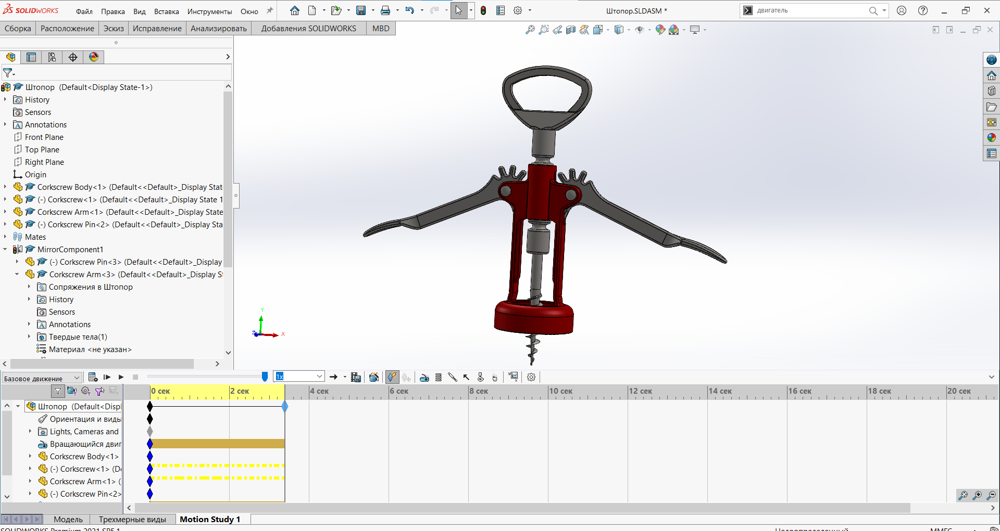 SOLIDWORKS
Файл Правка Вид Вставка Инструменты Окно
Штопор.SLDASM *
двигатель
Сборка Расположение Эскиз Исправление Анализировать Добавления SOLIDWORKS MBD
Штопор (Default<Display State-1>)
History
Sensors
Annotations
Front Plane
Top Plane
Right Plane
Origin
Corkscrew Body<1> (Default<<Default>_Display Stat
(-) Corkscrew<1> (Default<<Default>_Display State 1
Corkscrew Arm<1> (Default<<Default>_Display State
(-) Corkscrew Pin<2> (Default<<Default>_Display Sta
Mates
MirrorComponent1
(-) Corkscrew Pin<3> (Default<<Default>_Display
Corkscrew Arm<3> (Default<<Default>_Display S
Сопряжения в Штопор
History
Sensors
Annotations
Твердые тела(1)
Материал <не указан>
Y
Z
X
Базовое движение
1x
0 сек 2 сек 4 сек 6 сек 8 сек 10 сек 12 сек 14 сек 16 сек 18 сек 20 сек
Штопор (Default<Displ
Ориентация и виды
Lights, Cameras and
Вращающийся двиг
Corkscrew Body<1>
(-) Corkscrew<1> (D
Corkscrew Arm<1> (
(-) Corkscrew Pin<2>
Модель Трехмерные виды Motion Study 1
SOLIDWORKS Premium 2021 SP5.1
Недоопределенный
ММГС